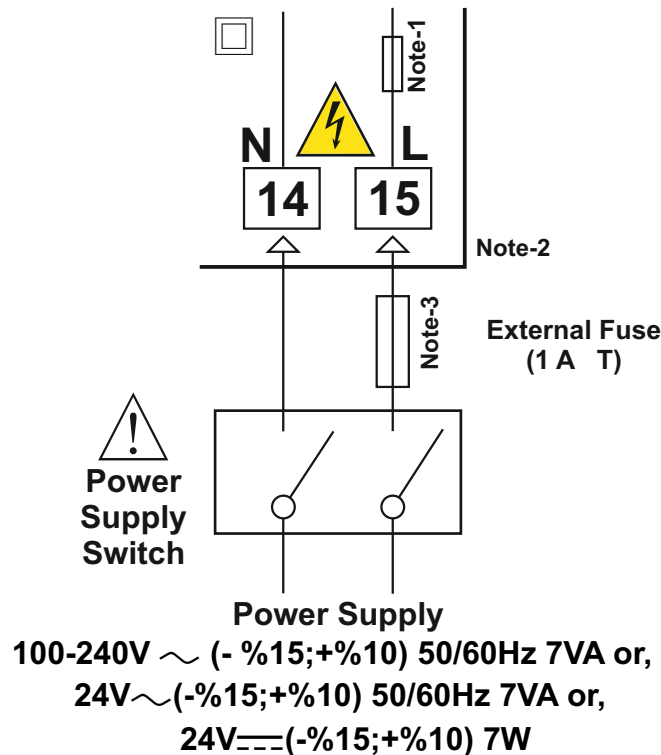 Note-1
N L
14 15
Note-2
Note-3
External Fuse
(1 A T)
Power
Supply
Switch
Power Supply
100-240V ~ (- %15;+%10) 50/60Hz 7VA or,
24V~(-%15;+%10) 50/60Hz 7VA or,
24V⎓(-%15;+%10) 7W